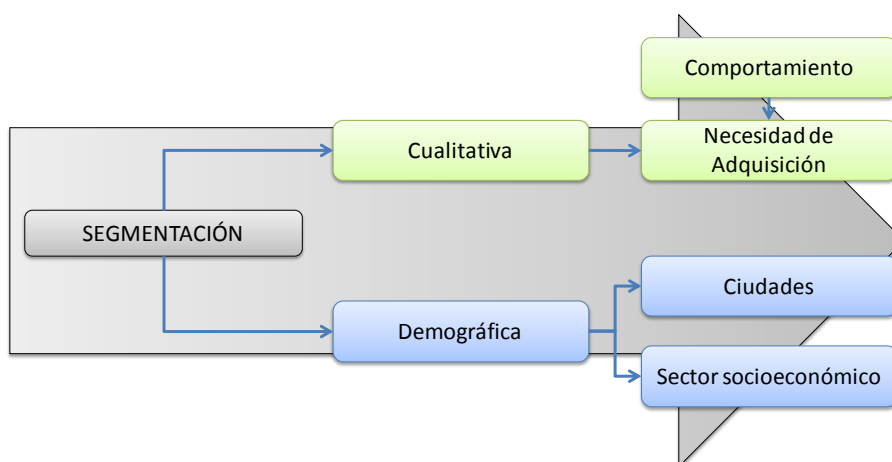 Comportamiento
Cualitativa
Necesidad de
Adquisición
SEGMENTACIÓN
Ciudades
Demográfica
Sector socioeconómico